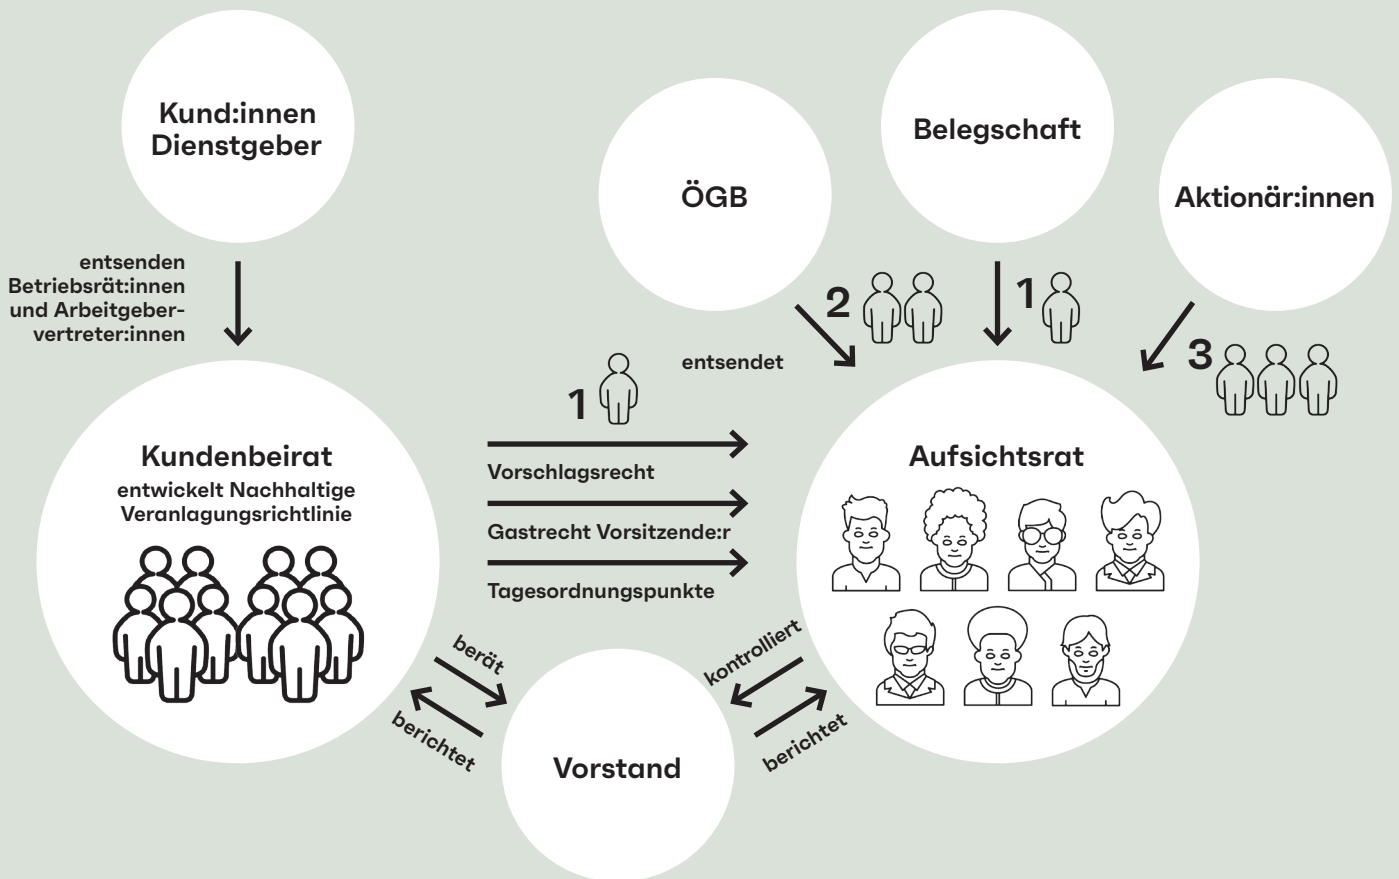 Kund:innen
Dienstgeber
ÖGB
Belegschaft
Aktionär:innen
entsenden
Betriebsrät:innen
und Arbeitgeber-
vertreter:innen
2
1
3
entsendet
1
Kundenbeirat
entwickelt Nachhaltige
Veranlagungsrichtlinie
Vorschlagsrecht
Gastrecht Vorsitzende:r
Tagesordnungspunkte
Aufsichtsrat
berät
berichtet
kontrolliert
berichtet
Vorstand